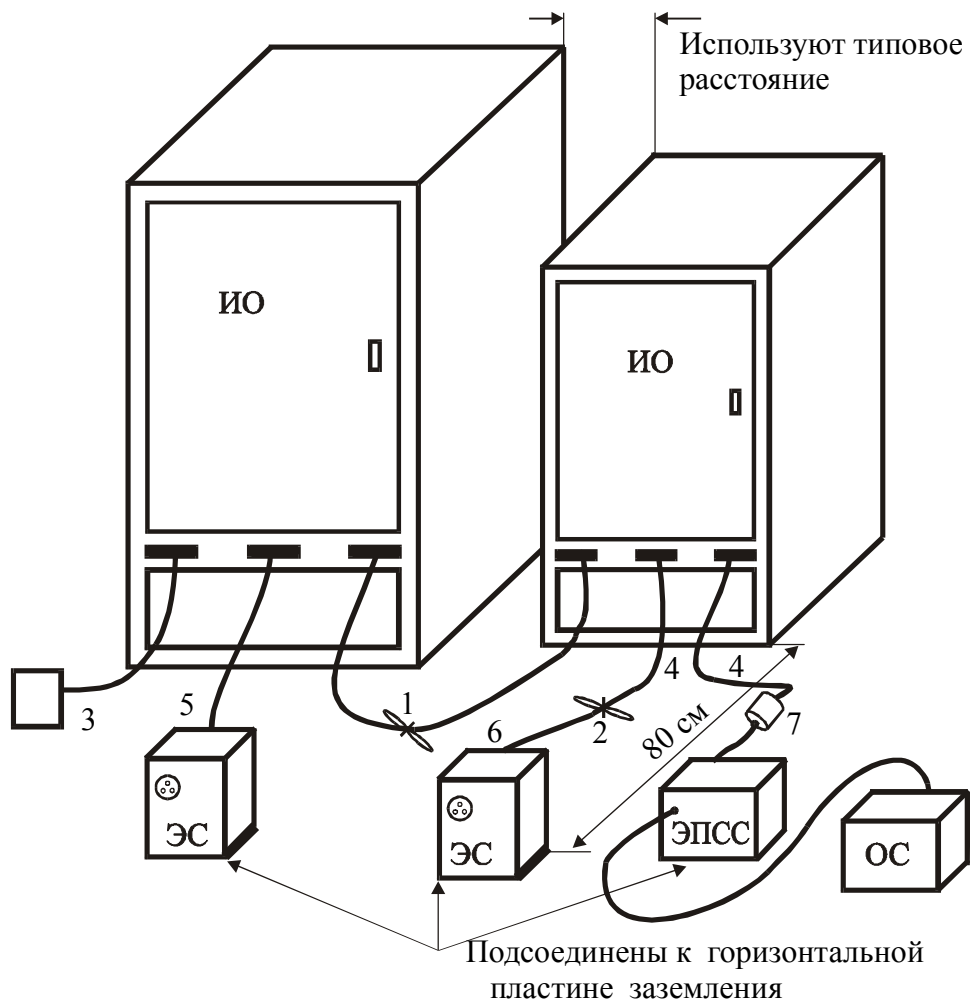 Используют типовое
расстояние
ИО
ИО
3
5
1
6
2
4
4
80 см
7
ЭС
ЭС
ЭПСС
ОС
Подсоединены к горизонтальной
пластине заземления